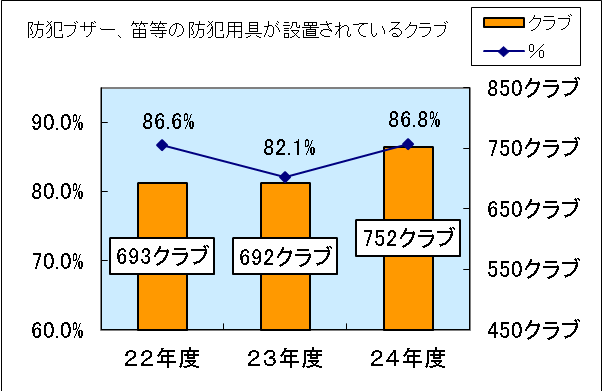 防犯ブザー、笛等の防犯用具が設置されているクラブ
クラブ
％
850クラブ
750クラブ
650クラブ
550クラブ
450クラブ
90.0%
80.0%
70.0%
60.0%
86.6%
82.1%
86.8%
693クラブ
692クラブ
752クラブ
２２年度
２３年度
２４年度